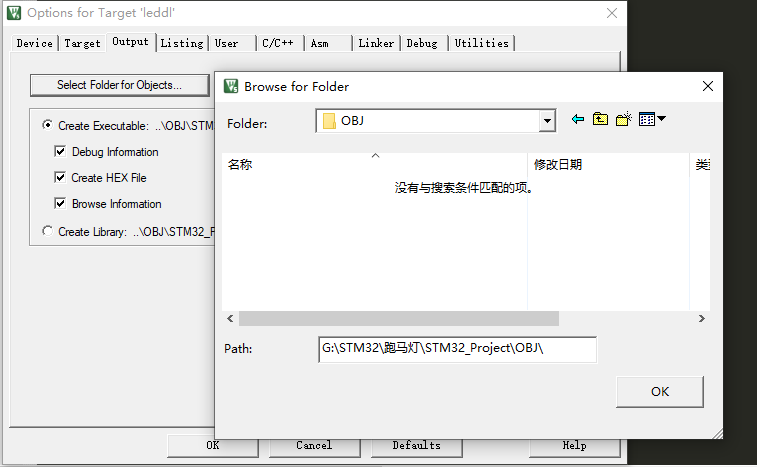 Options for Target 'leddl'
Device Target Output Listing User C/C++ Asm Linker Debug Utilities
Select Folder for Objects...
Create Executable: ..\OBJ\STM
Debug Information
Create HEX File
Browse Information
Create Library: ..\OBJ\STM32_P
Browse for Folder
Folder: OBJ
名称 修改日期 类型
没有与搜索条件匹配的项。
Path: G:\STM32\跑马灯\STM32_Project\OBJ\
OK
OK Cancel Defaults Help